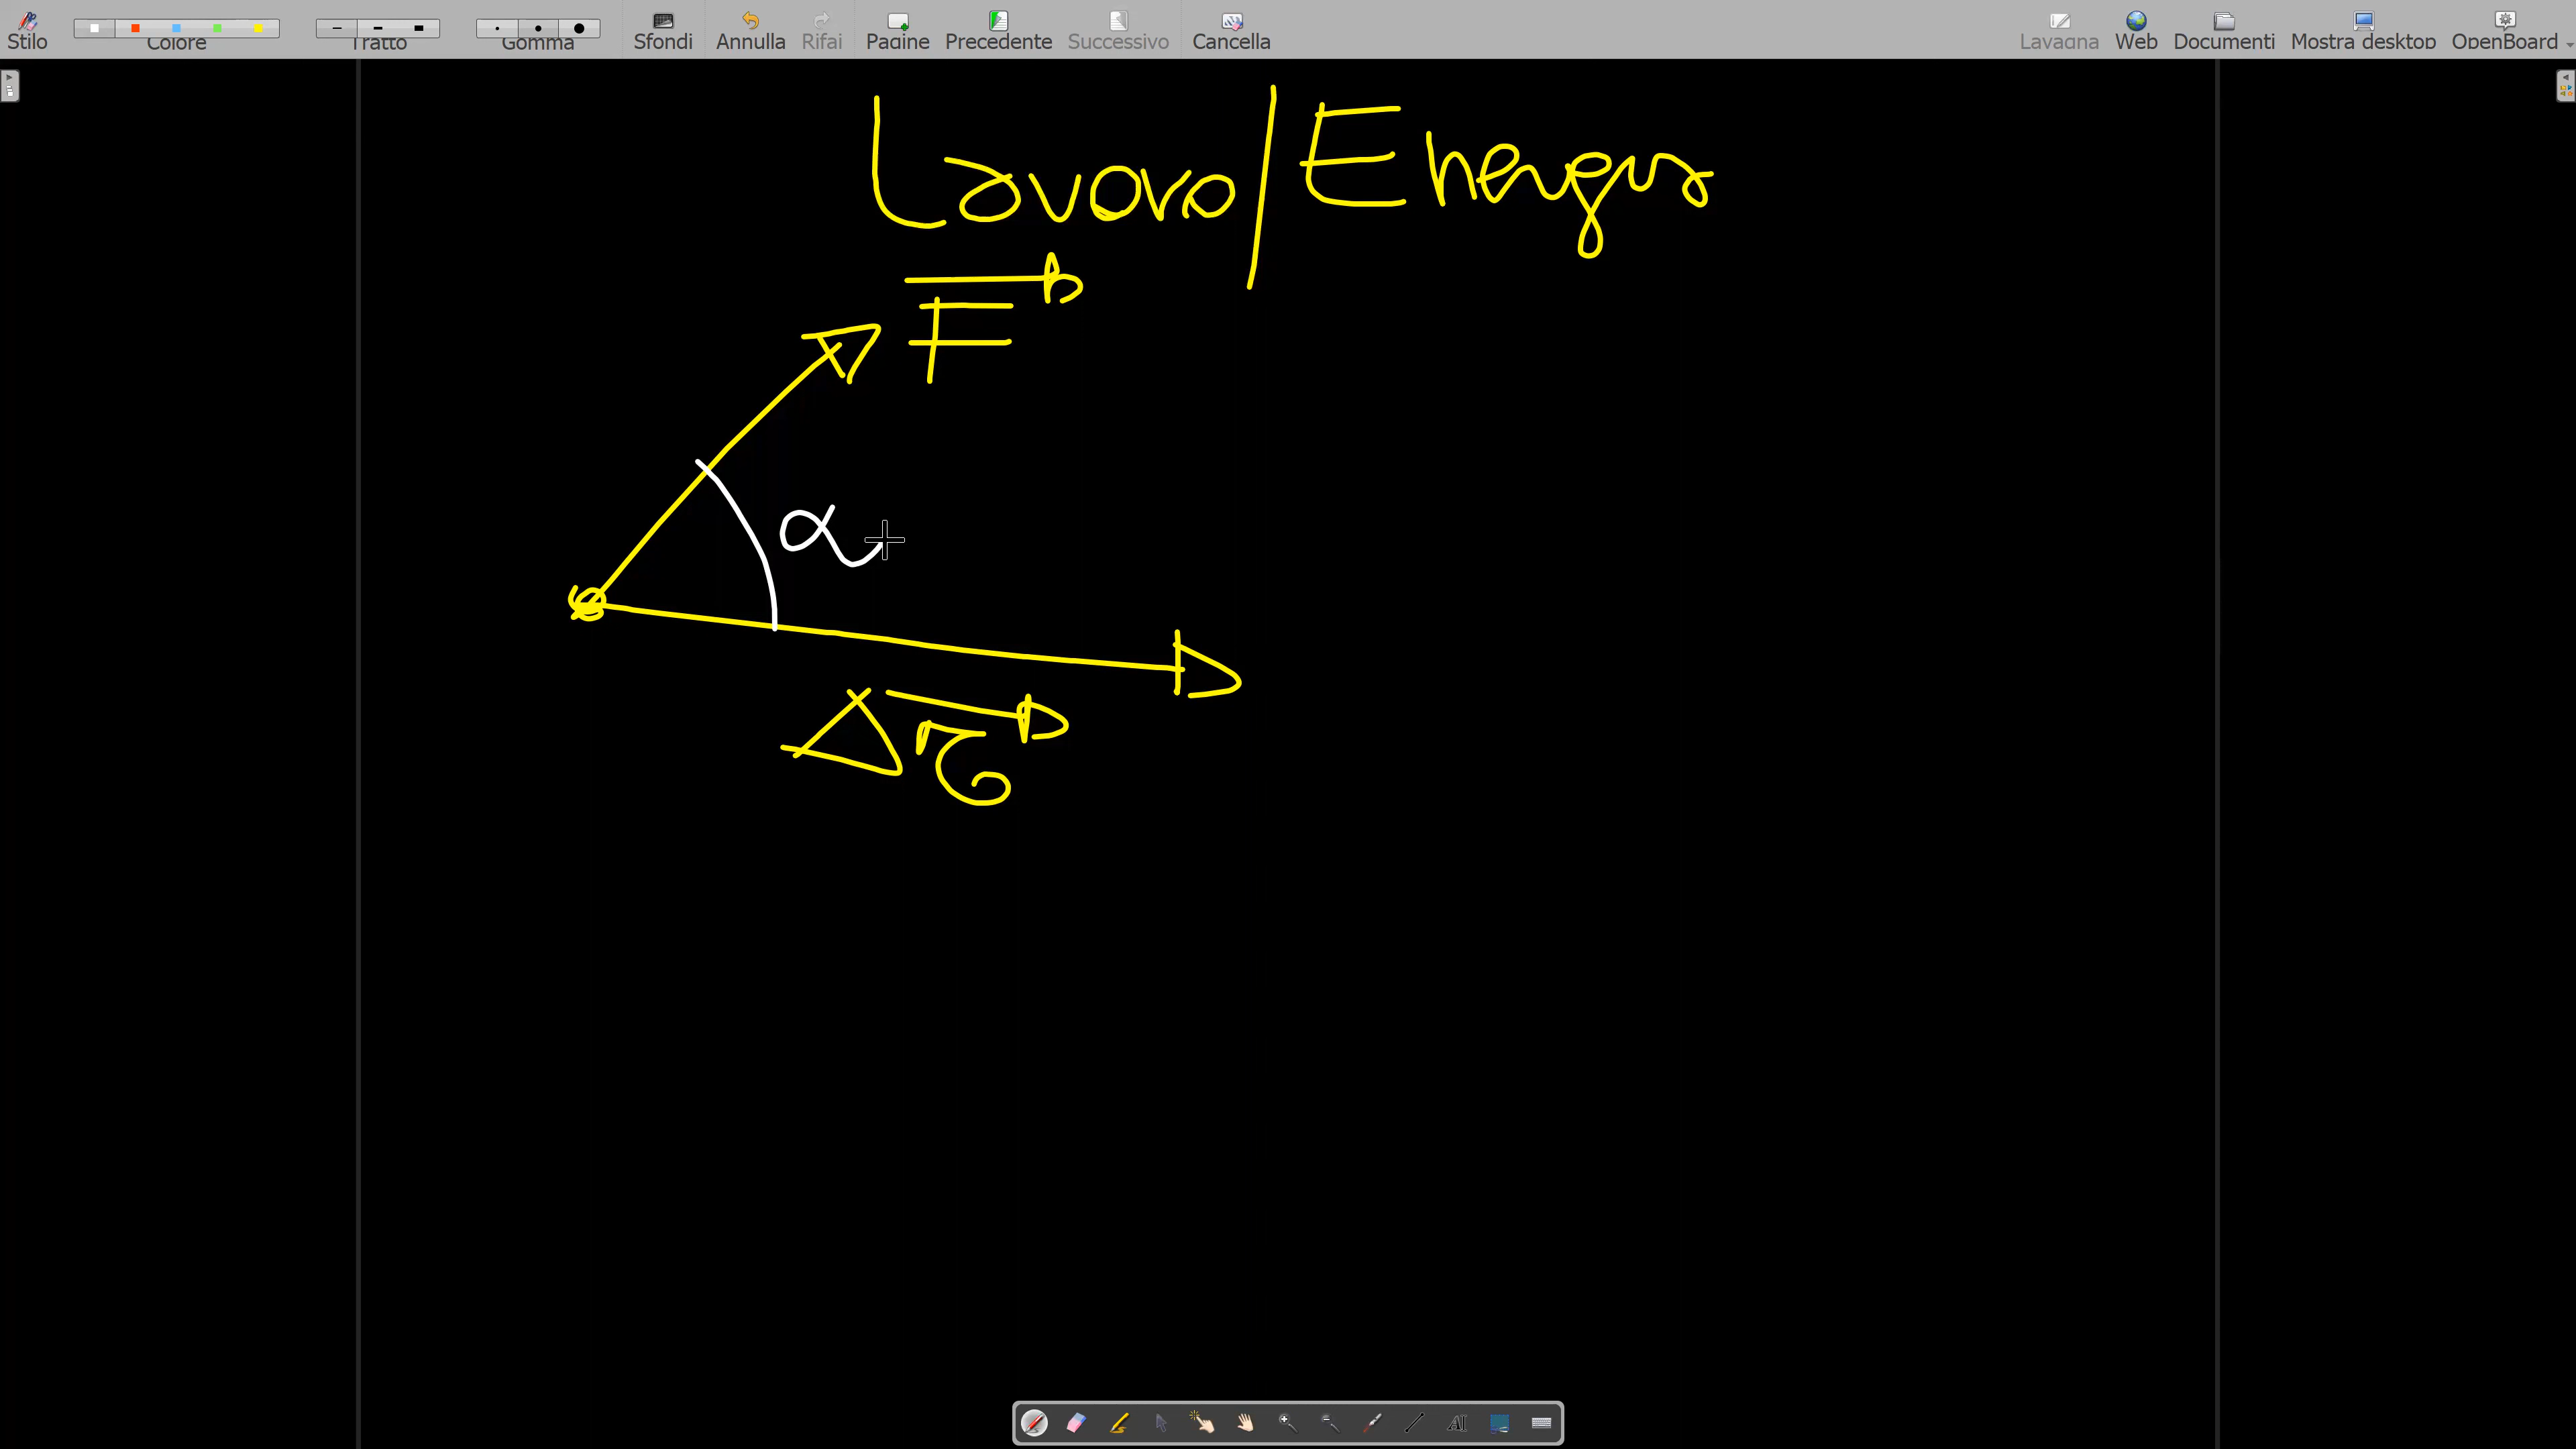 Stilo Colore Tratto Gomma Sfondi Annulla Rifai Pagine Precedente Successivo Cancella Lavagna Web Documenti Mostra desktop OpenBoard
Lavoro/Energia
F
α
Δ